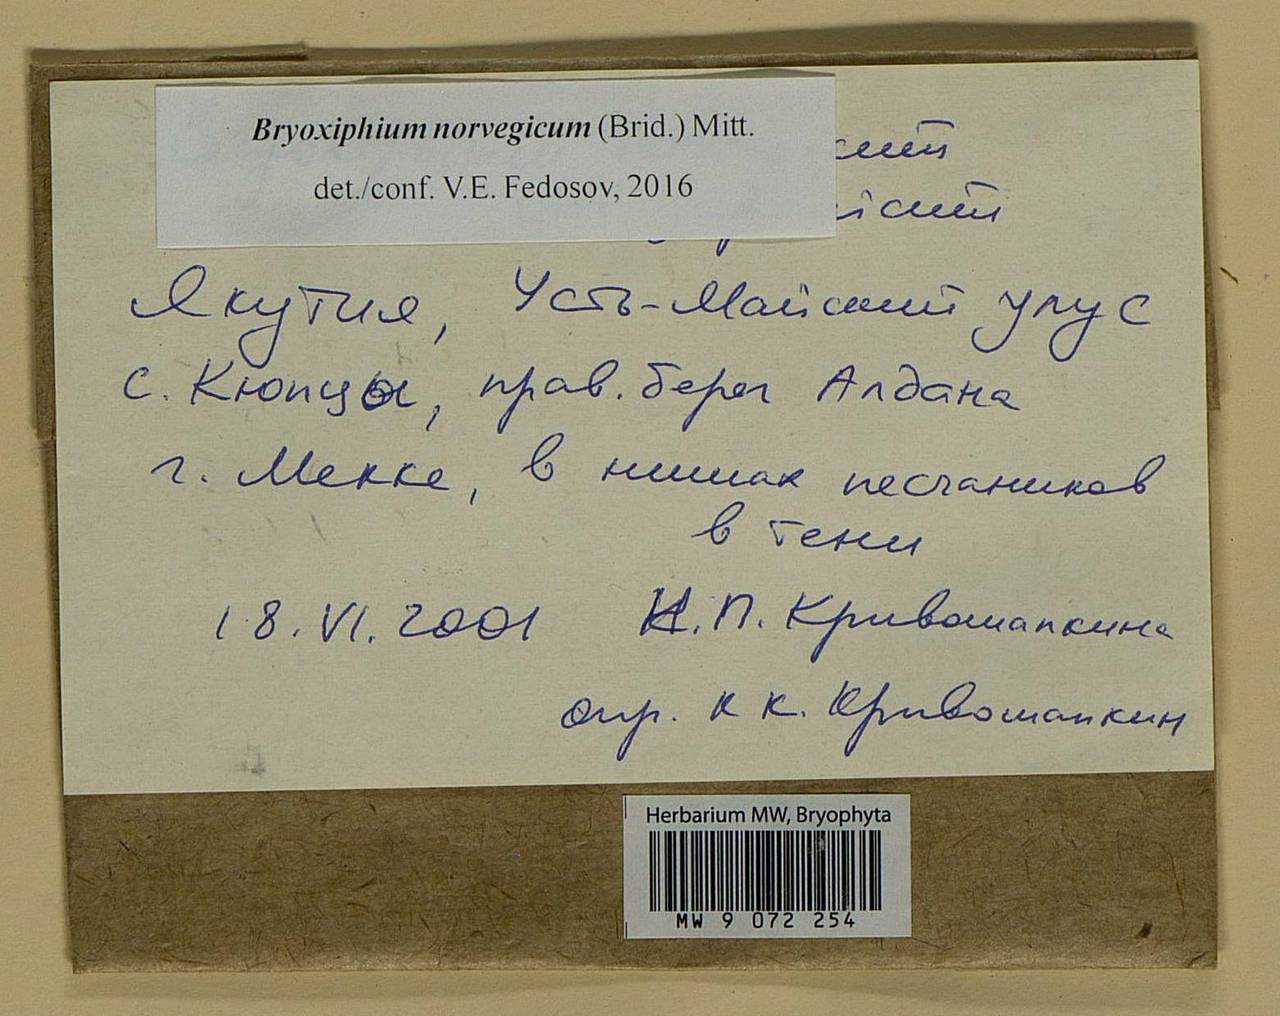 Bryoxiphium norvegicum (Brid.) Mitt.
det./conf. V.E. Fedosov, 2016
Якутия, Усть-Майский улус
с. Кюпцы, прав. берег Алдана
г. Мекке, в нишах песчаников
в тени
18.VI.2001 Н.П. Кривошапкина
опр. К К. Кривошапкин
Herbarium MW, Bryophyta
MW 9 072 254